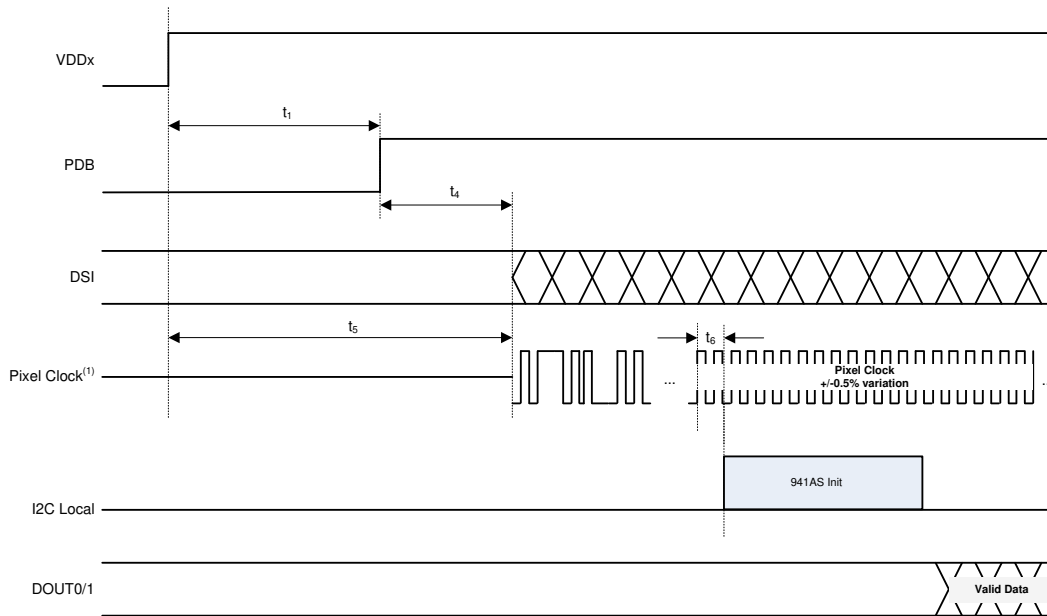 VDDx
t1
PDB
t4
DSI
t5
t6
Pixel Clock(1)
...
Pixel Clock
+/-0.5% variation
..
941AS Init
I2C Local
DOUT0/1
Valid Data